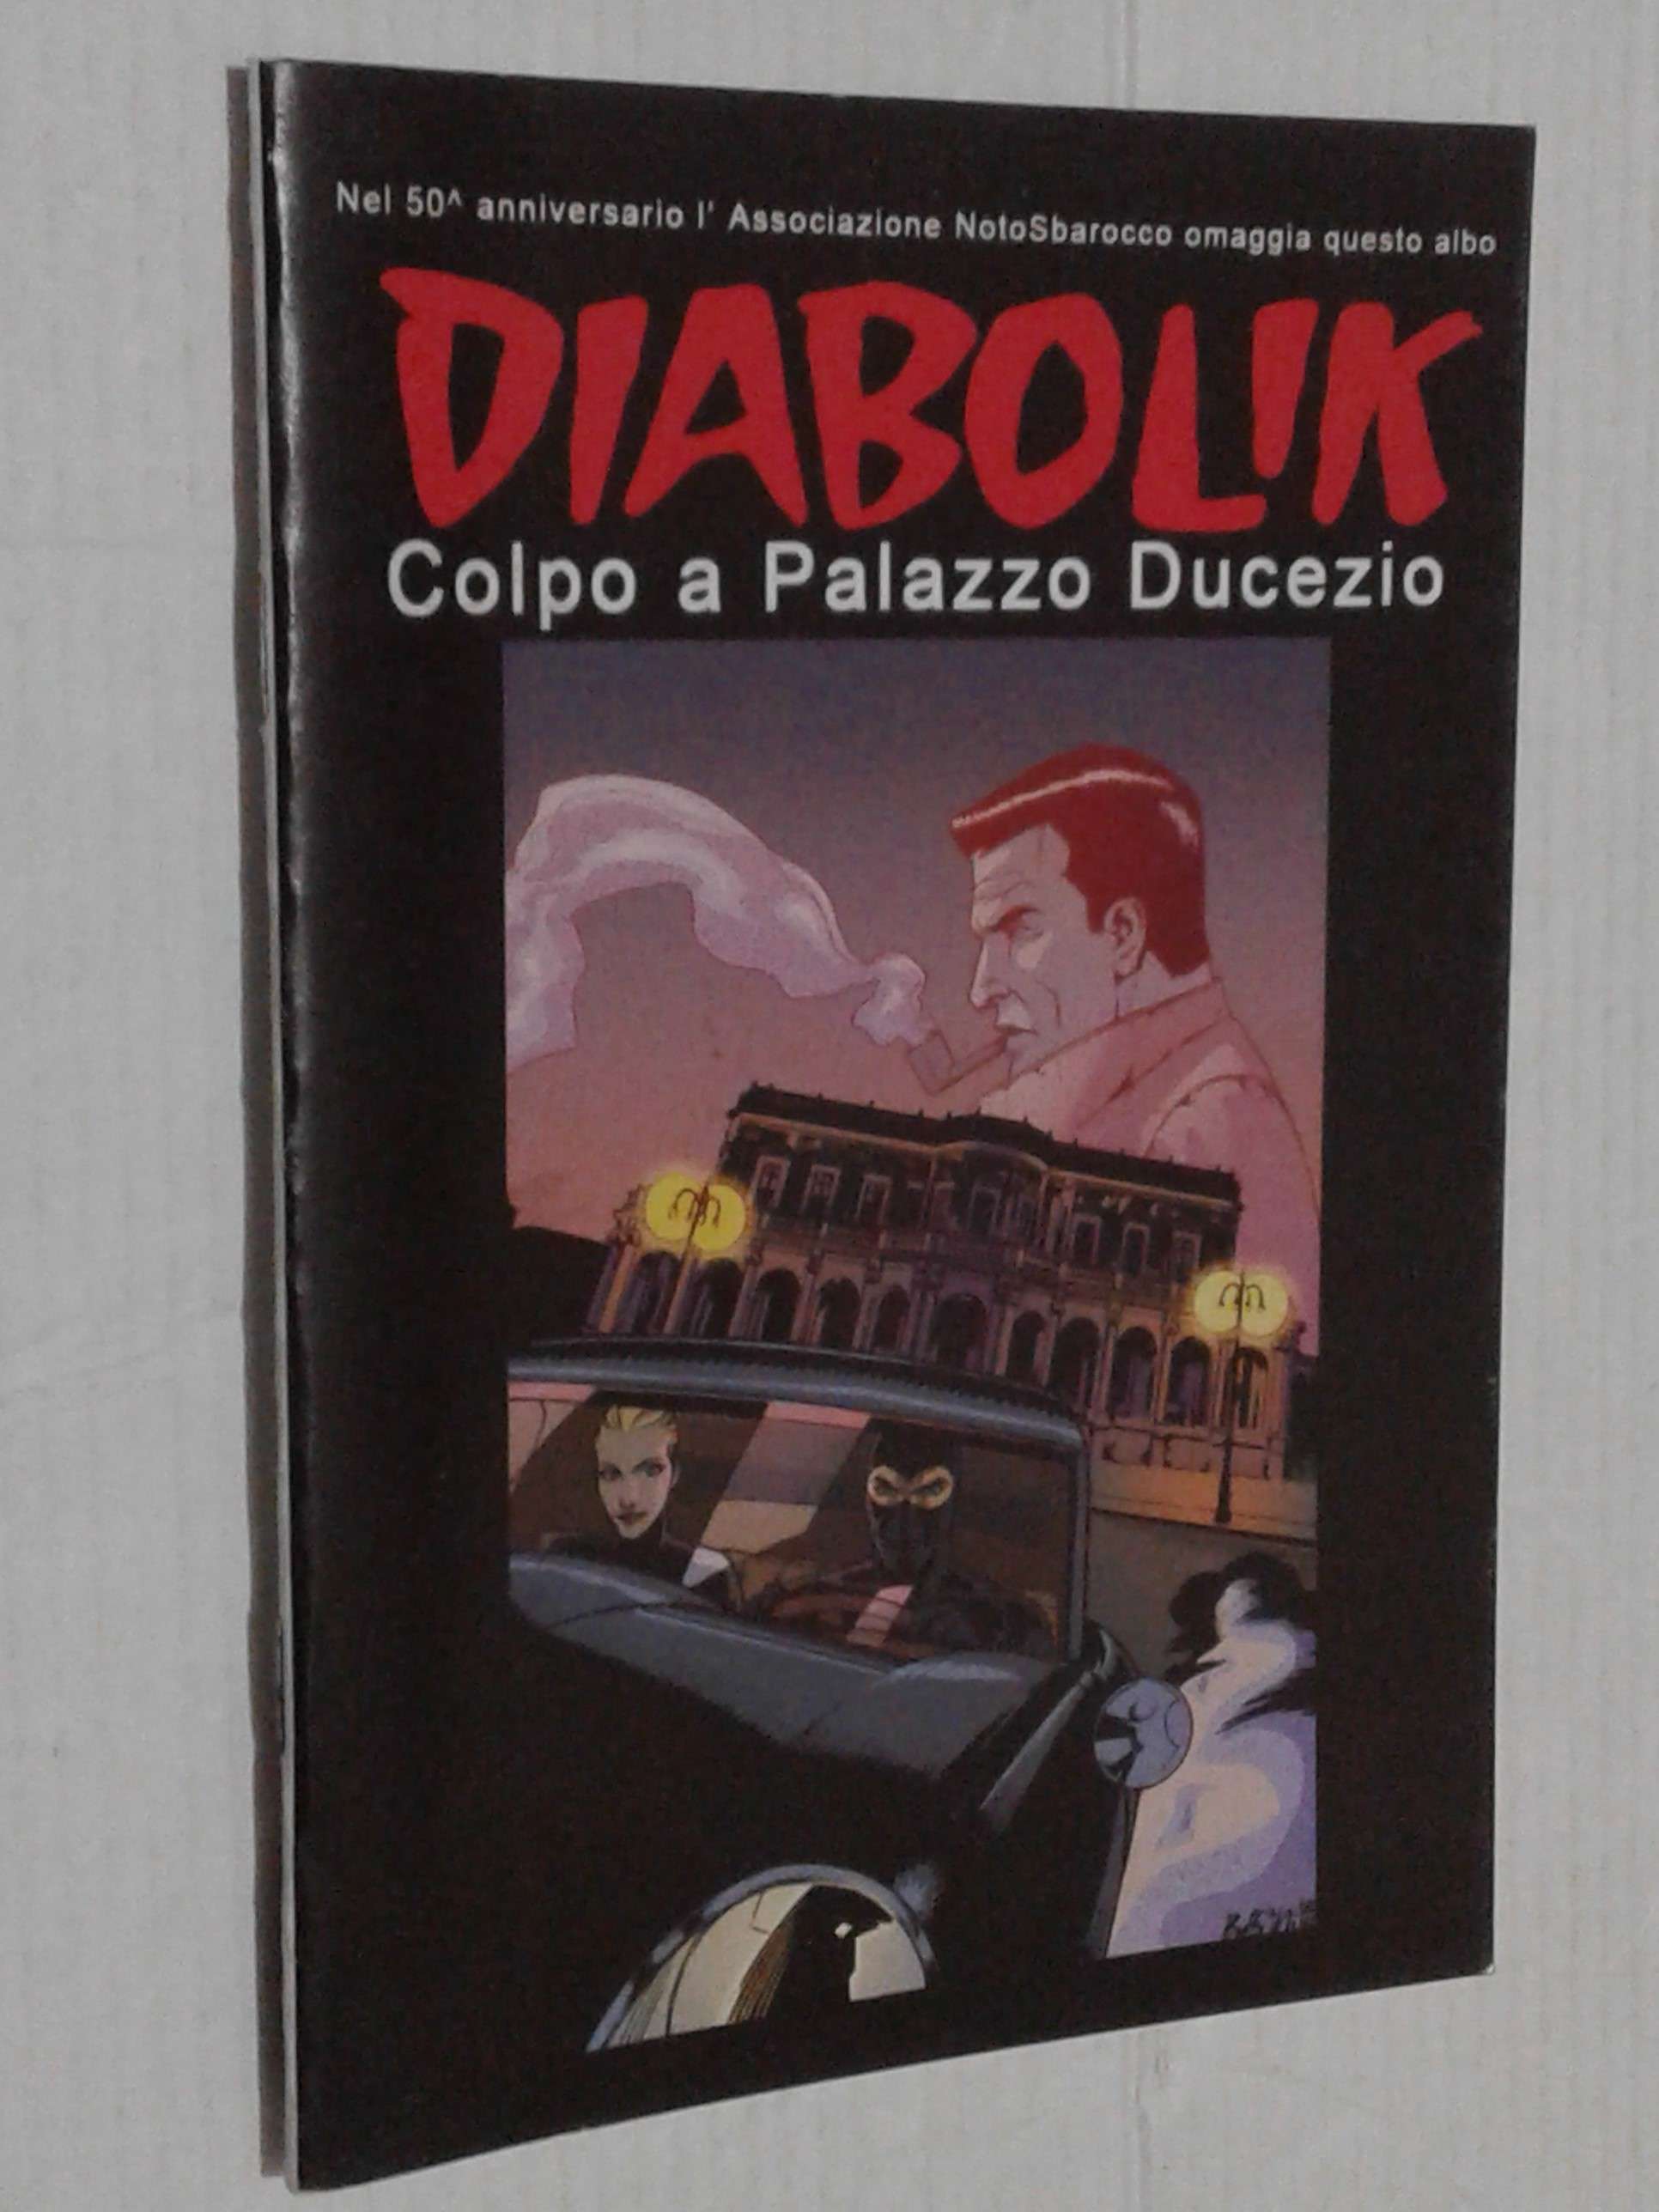 Nel 50^ anniversario l' Associazione NotoSbarocco omaggia questo albo
DIABOLIK
Colpo a Palazzo Ducezio